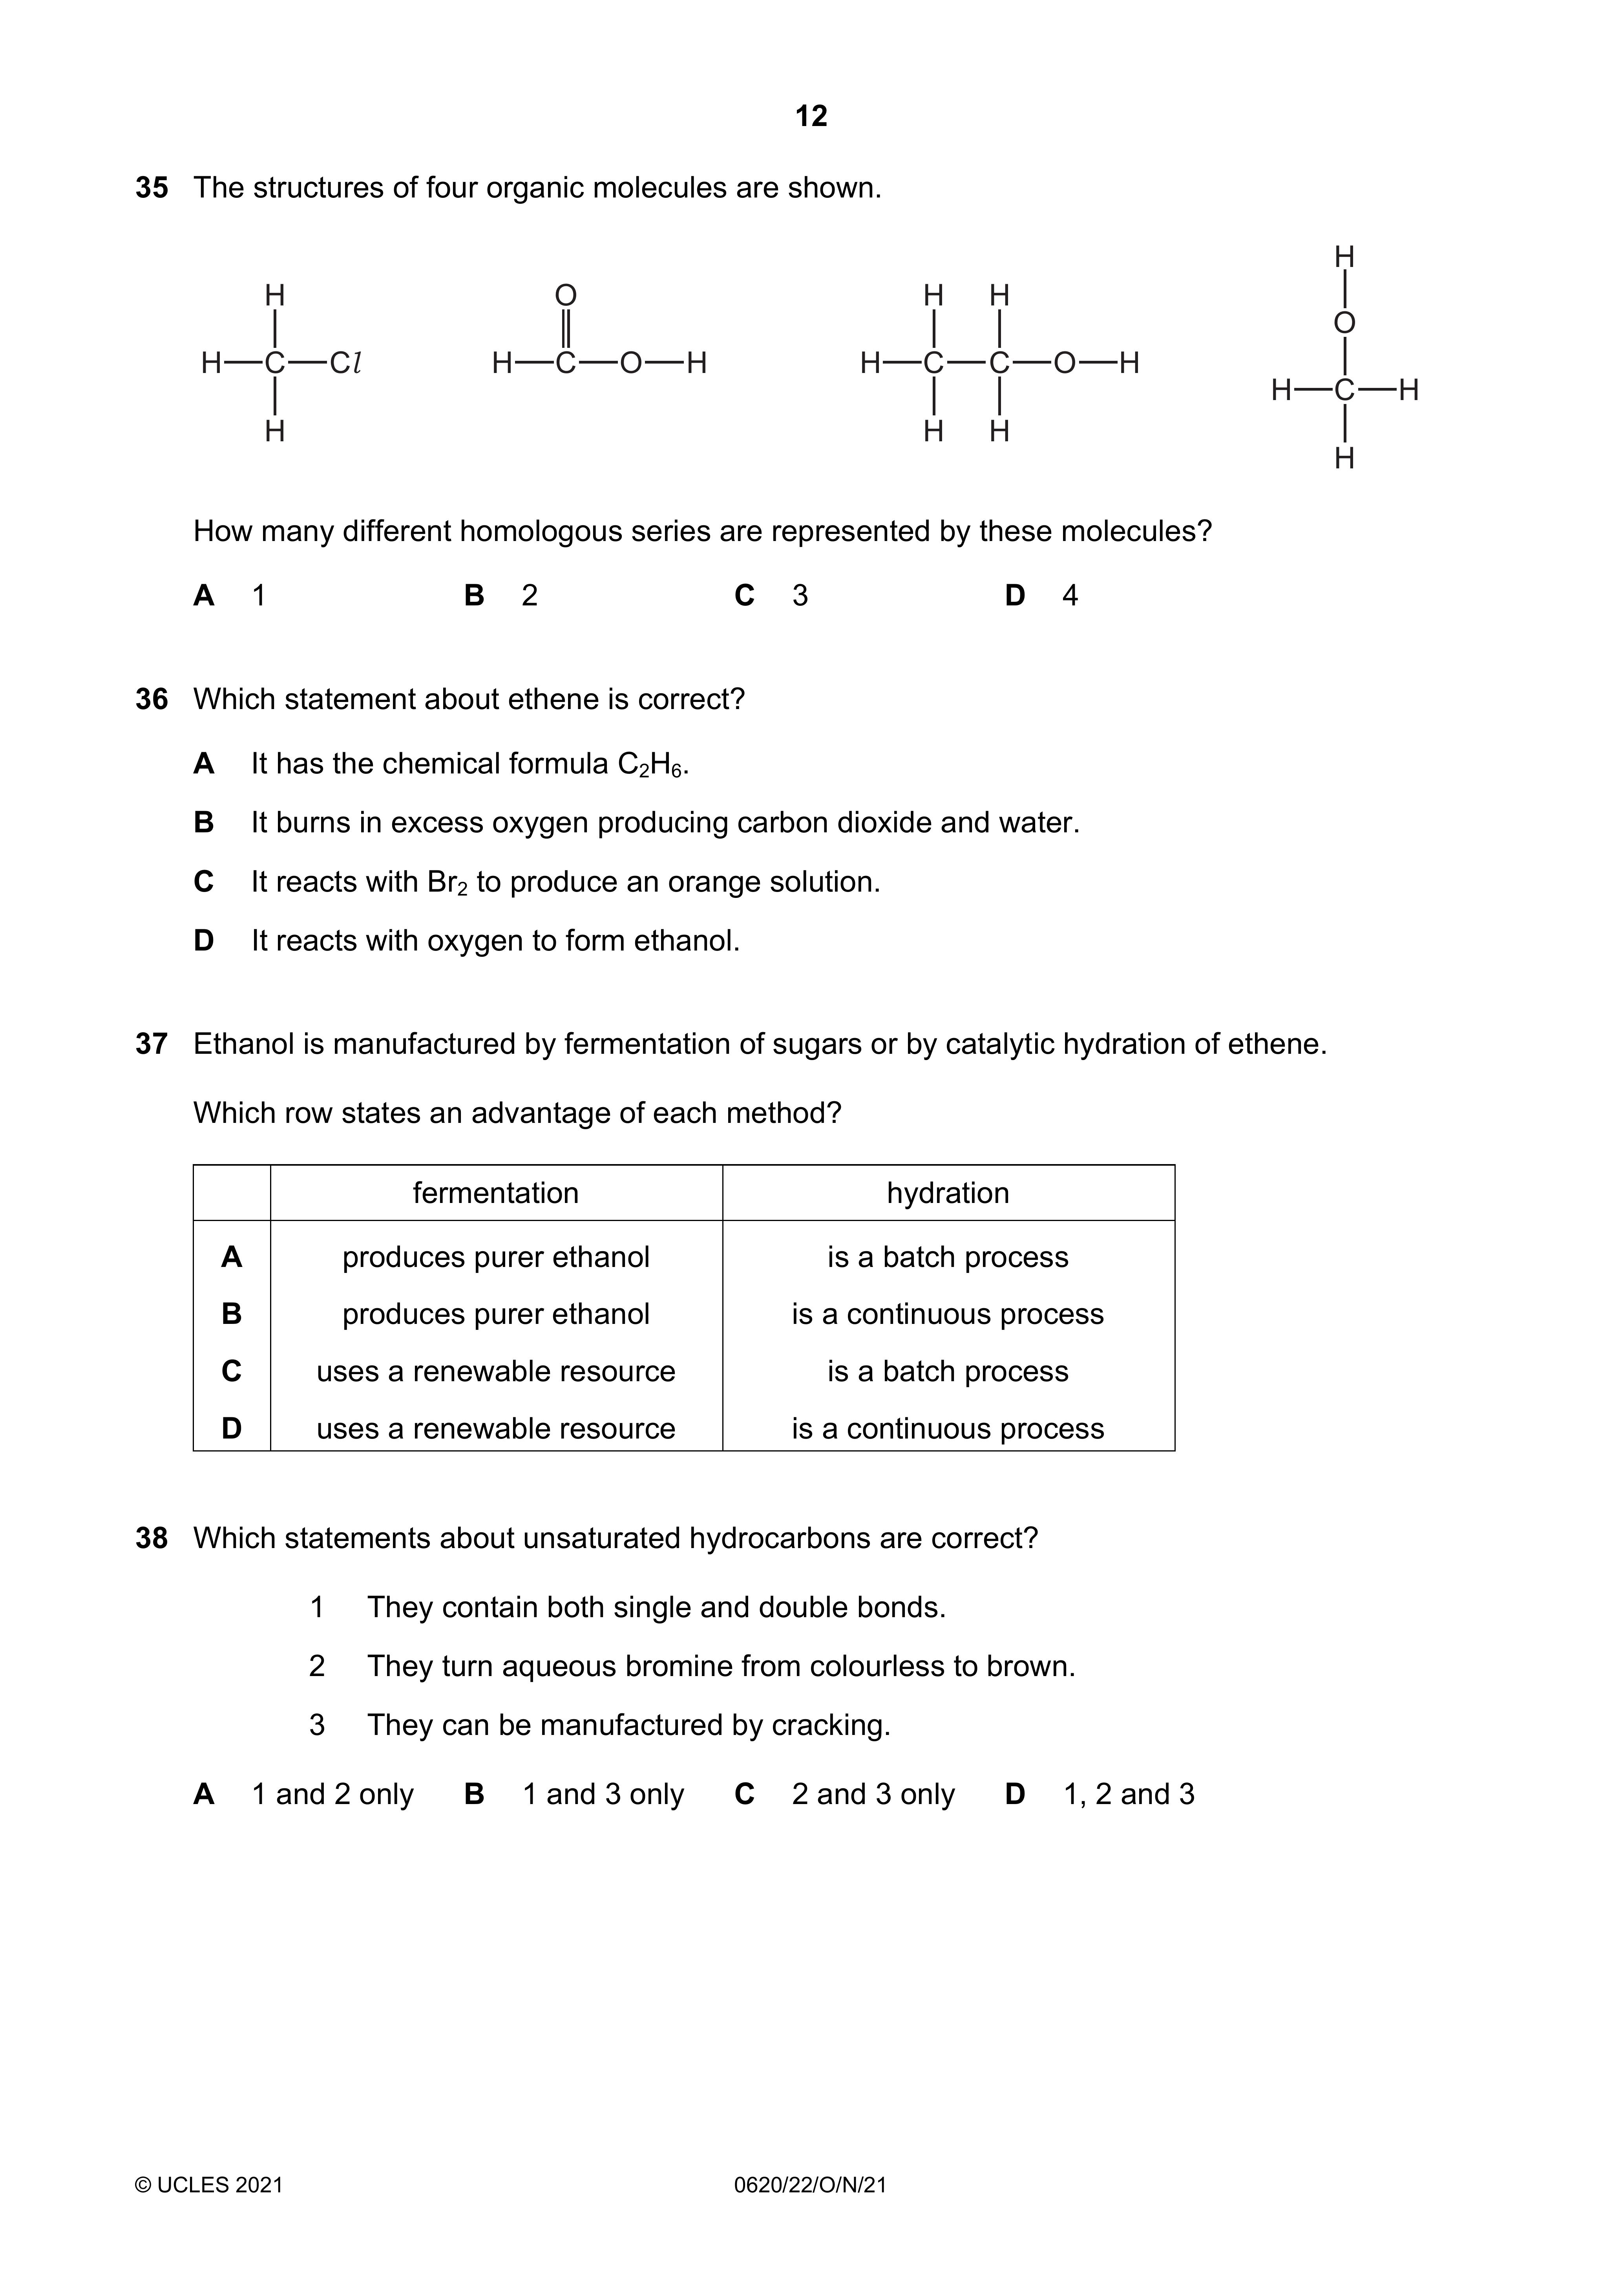 12
35 The structures of four organic molecules are shown.
H
H H H H
O
O
H C Cl H C O H H C C O H
H C H
H H H
H
How many different homologous series are represented by these molecules?
A 1 B 2 C 3 D 4
36 Which statement about ethene is correct?
A It has the chemical formula C₂H₆.
B It burns in excess oxygen producing carbon dioxide and water.
C It reacts with Br₂ to produce an orange solution.
D It reacts with oxygen to form ethanol.
37 Ethanol is manufactured by fermentation of sugars or by catalytic hydration of ethene.
Which row states an advantage of each method?
fermentation hydration
A produces purer ethanol is a batch process
B produces purer ethanol is a continuous process
C uses a renewable resource is a batch process
D uses a renewable resource is a continuous process
38 Which statements about unsaturated hydrocarbons are correct?
1 They contain both single and double bonds.
2 They turn aqueous bromine from colourless to brown.
3 They can be manufactured by cracking.
A 1 and 2 only B 1 and 3 only C 2 and 3 only D 1, 2 and 3
© UCLES 2021 0620/22/O/N/21